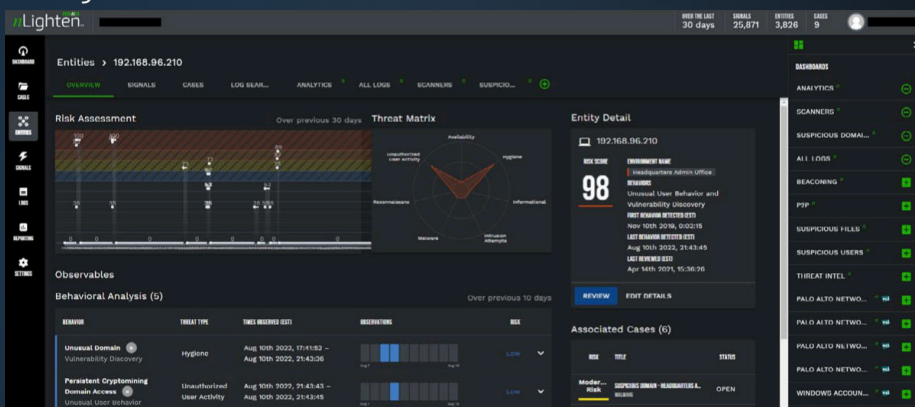 nLighten
OVER THE LAST
30 days
SIGNALS
25,871
ENTITIES
3,826
CASES
9
DASHBOARD
CABLE
ENTITIES
SIGNALS
LOGS
REPORTING
SETTINGS
Entities > 192.168.96.210
OVERVIEW
SIGNALS
CASES
LOG SEAR...
ANALYTICS
ALL LOGS
SCANNERS
SUSPICIO...
Risk Assessment
Over previous 30 days
Threat Matrix
Availability
Hygiene
Informational
Intrusion
Attempts
Malware
Reconnaissance
Unauthorized
User Activity
Observables
Behavioral Analysis (5)
Over previous 10 days
BEHAVIOR
THREAT TYPE
TIMES OBSERVED (EST)
OBSERVATIONS
RISK
Unusual Domain
Vulnerability Discovery
Hygiene
Aug 10th 2022, 17:41:52 –
Aug 10th 2022, 21:43:36
LOW
Persistent Cryptomining
Domain Access
Unusual User Behavior
Unauthorized
User Activity
Aug 10th 2022, 21:43:43 –
Aug 10th 2022, 21:43:45
LOW
Entity Detail
192.168.96.210
RISK SCORE
98
ENVIRONMENT NAME
Headquarters Admin Office
BEHAVIORS
Unusual User Behavior and
Vulnerability Discovery
FIRST BEHAVIOR DETECTED (EST)
Nov 10th 2019, 0:02:15
LAST BEHAVIOR DETECTED (EST)
Aug 10th 2022, 21:43:45
LAST REVIEWED (EST)
Apr 14th 2021, 15:36:26
REVIEW
EDIT DETAILS
Associated Cases (6)
RISK
TITLE
STATUS
Moder...
Risk
SUSPICIOUS DOMAIN - HEADQUARTERS A...
OPEN
DASHBOARDS
ANALYTICS
SCANNERS
SUSPICIOUS DOMAI...
ALL LOGS
BEACONING
P2P
SUSPICIOUS FILES
SUSPICIOUS USERS
THREAT INTEL
PALO ALTO NETWO...
PALO ALTO NETWO...
PALO ALTO NETWO...
PALO ALTO NETWO...
WINDOWS ACCOUN...